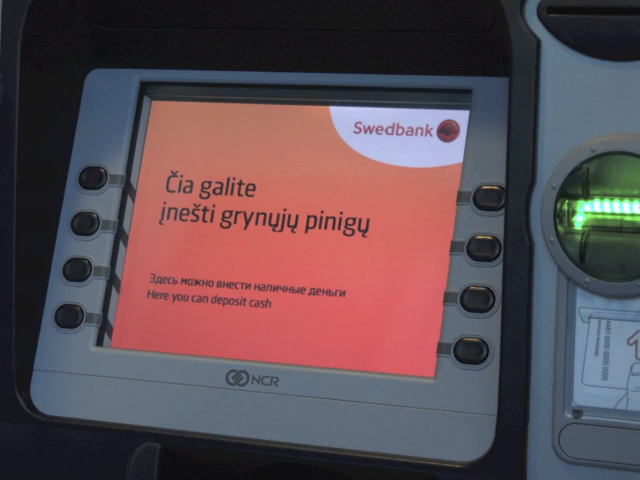 Swedbank
Čia galite
įnešti grynųjų pinigų
Здесь можно внести наличные деньги
Here you can deposit cash
NCR